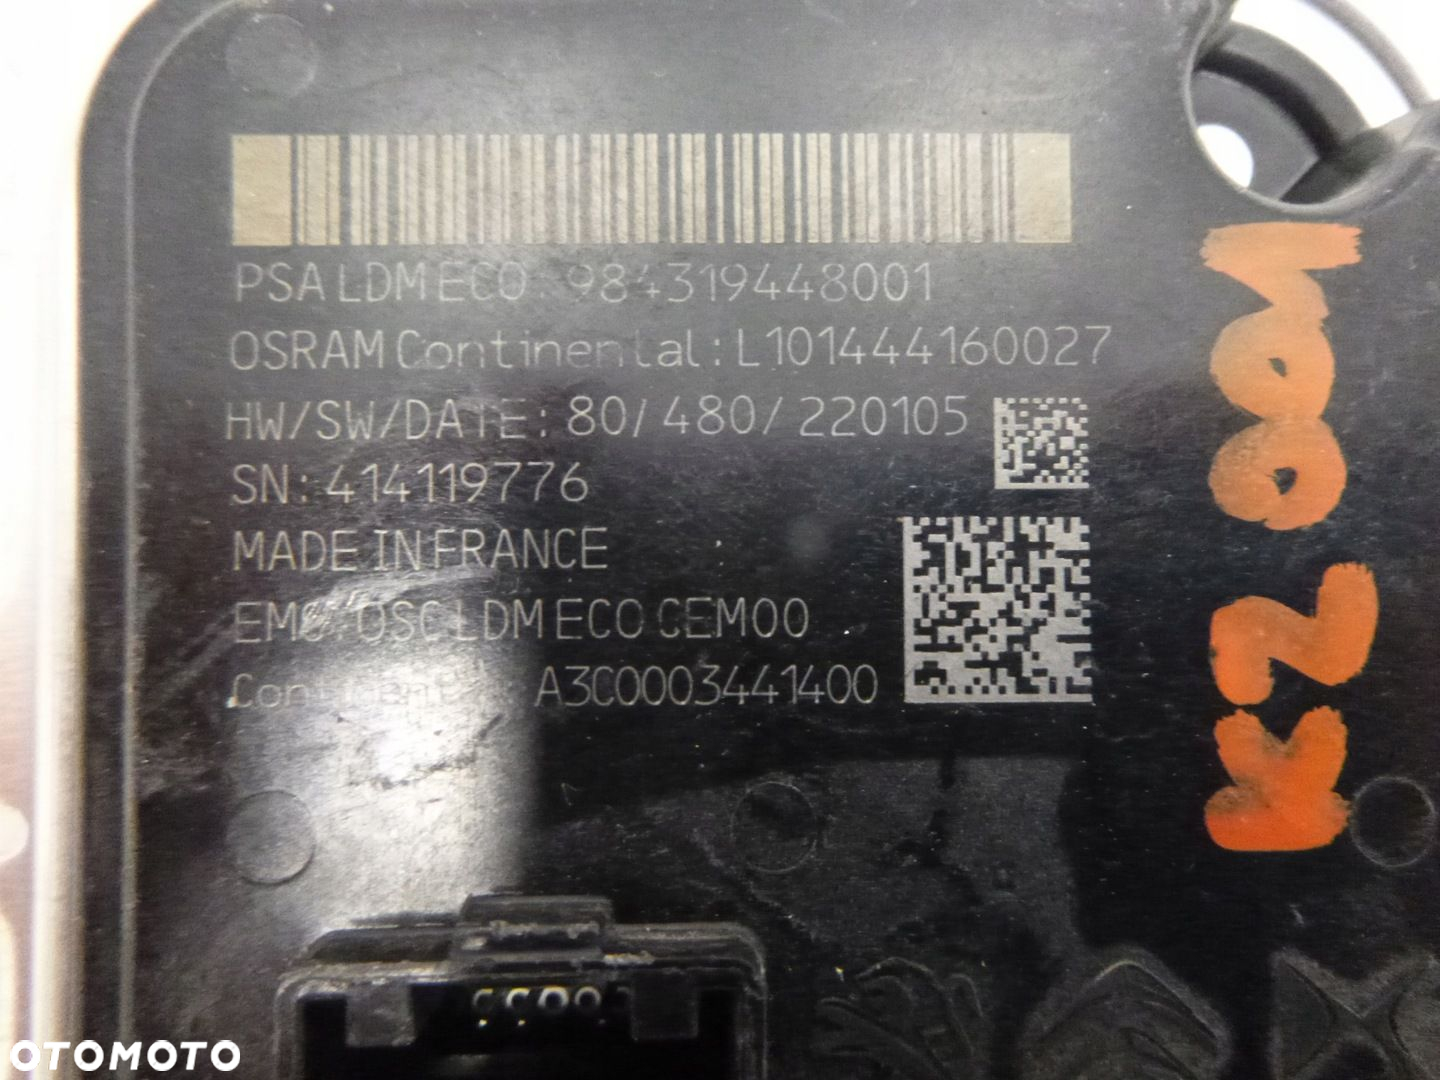 PSA LDM ECO: 984319448001
OSRAM Continental: L101444160027
HW/SW/DATE: 80/480/220105
SN: 414119776
MADE IN FRANCE
OSC LDM ECO CEM00
A3C0003441400
KZ
OTOMOTO